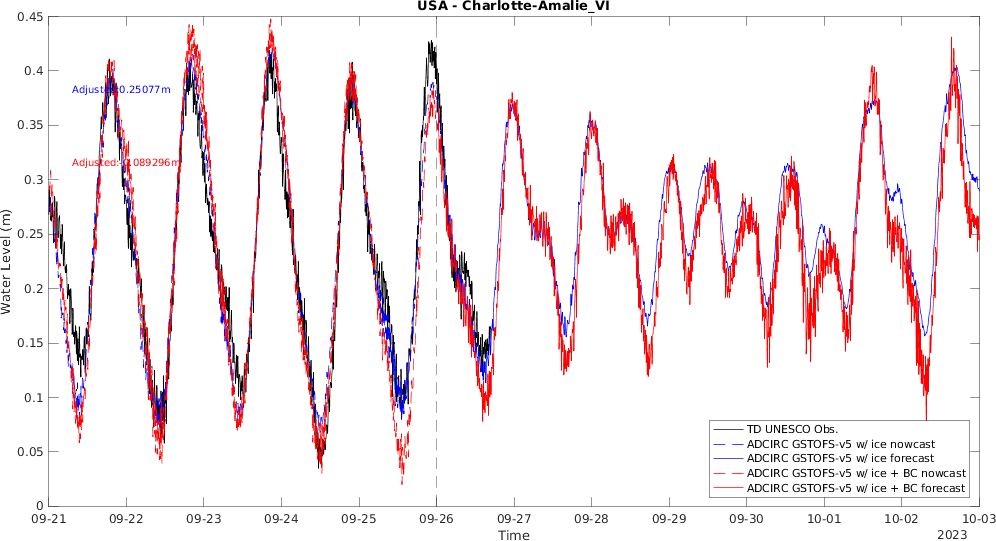 USA - Charlotte-Amalie_VI
0.45
0.4
0.35
0.3
0.25
0.2
0.15
0.1
0.05
0
Water Level (m)
Adjusted:0.25077m
Adjusted:-0.089296m
TD UNESCO Obs.
ADCIRC GSTOFS-v5 w/ ice nowcast
ADCIRC GSTOFS-v5 w/ ice forecast
ADCIRC GSTOFS-v5 w/ ice + BC nowcast
ADCIRC GSTOFS-v5 w/ ice + BC forecast
09-21 09-22 09-23 09-24 09-25 09-26 09-27 09-28 09-29 09-30 10-01 10-02 10-03
Time
2023